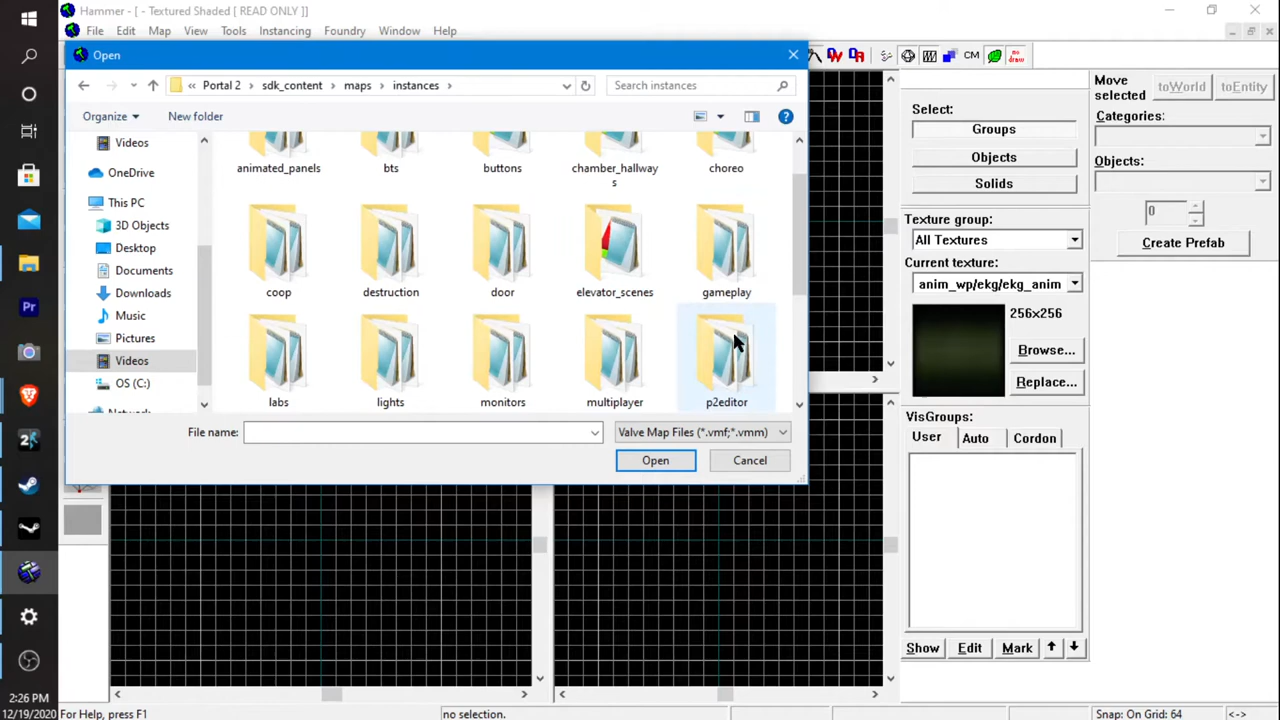 Hammer - [ - Textured Shaded [ READ ONLY ]]
File Edit Map View Tools Instancing Foundry Window Help
Open
« Portal 2 › sdk_content › maps › instances ›
Search instances
Organize
New folder
Videos
OneDrive
This PC
3D Objects
Desktop
Documents
Downloads
Music
Pictures
Videos
OS (C:)
Network
animated_panels
bts
buttons
chamber_hallway
s
choreo
coop
destruction
door
elevator_scenes
gameplay
labs
lights
monitors
multiplayer
p2editor
File name:
Valve Map Files (*.vmf;*.vmm)
Open
Cancel
CM
no
draw
Select:
Groups
Objects
Solids
Texture group:
All Textures
Current texture:
anim_wp/ekg/ekg_anim
256x256
Browse...
Replace...
VisGroups:
User
Auto
Cordon
Show
Edit
Mark
Move
selected
toWorld
toEntity
Categories:
Objects:
0
Create Prefab
Pr
2:26 PM
12/19/2020
For Help, press F1
no selection.
Snap: On Grid: 64
<->